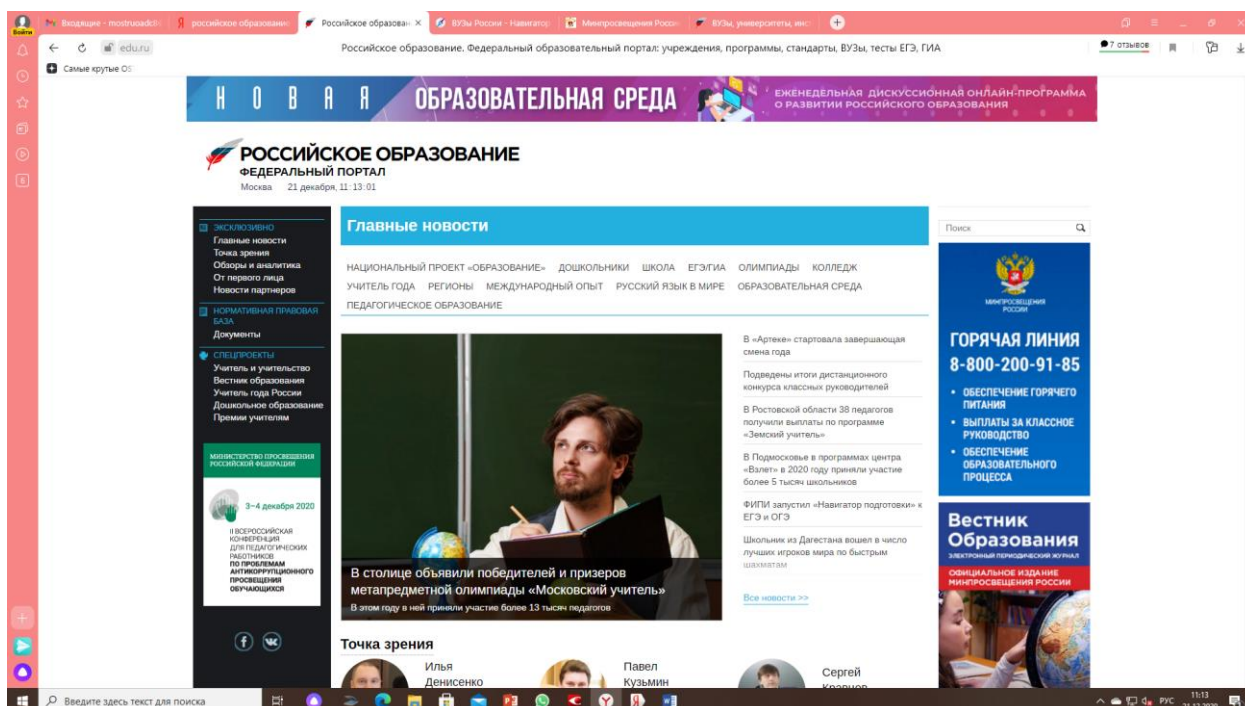 Входящие - mostruoadcli
российское образование
Российское образован
ВУЗы России - Навигатор
Минпросвещения России
ВУЗы, университеты, инст
Войти
edu.ru
Российское образование. Федеральный образовательный портал: учреждения, программы, стандарты, ВУЗы, тесты ЕГЭ, ГИА
7 отзывов
Самые крутые OS
НОВАЯ ОБРАЗОВАТЕЛЬНАЯ СРЕДА
ЕЖЕНЕДЕЛЬНАЯ ДИСКУССИОННАЯ ОНЛАЙН-ПРОГРАММА
О РАЗВИТИИ РОССИЙСКОГО ОБРАЗОВАНИЯ
РОССИЙСКОЕ ОБРАЗОВАНИЕ
ФЕДЕРАЛЬНЫЙ ПОРТАЛ
Москва 21 декабря, 11:13:01
ЭКСКЛЮЗИВНО
Главные новости
Точка зрения
Обзоры и аналитика
От первого лица
Новости партнеров
НОРМАТИВНАЯ ПРАВОВАЯ
БАЗА
Документы
СПЕЦПРОЕКТЫ
Учитель и учительство
Вестник образования
Учитель года России
Дошкольное образование
Премии учителям
МИНИСТЕРСТВО ПРОСВЕЩЕНИЯ
РОССИЙСКОЙ ФЕДЕРАЦИИ
3–4 декабря 2020
II ВСЕРОССИЙСКАЯ
КОНФЕРЕНЦИЯ
ДЛЯ ПЕДАГОГИЧЕСКИХ
РАБОТНИКОВ
ПО ПРОБЛЕМАМ
АНТИКОРРУПЦИОННОГО
ПРОСВЕЩЕНИЯ
ОБУЧАЮЩИХСЯ
Главные новости
НАЦИОНАЛЬНЫЙ ПРОЕКТ «ОБРАЗОВАНИЕ» ДОШКОЛЬНИКИ ШКОЛА ЕГЭ/ГИА ОЛИМПИАДЫ КОЛЛЕДЖ
УЧИТЕЛЬ ГОДА РЕГИОНЫ МЕЖДУНАРОДНЫЙ ОПЫТ РУССКИЙ ЯЗЫК В МИРЕ ОБРАЗОВАТЕЛЬНАЯ СРЕДА
ПЕДАГОГИЧЕСКОЕ ОБРАЗОВАНИЕ
В столице объявили победителей и призеров
метапредметной олимпиады «Московский учитель»
В этом году в ней приняли участие более 13 тысяч педагогов
В «Артеке» стартовала завершающая
смена года
Подведены итоги дистанционного
конкурса классных руководителей
В Ростовской области 38 педагогов
получили выплаты по программе
«Земский учитель»
В Подмосковье в программах центра
«Взлет» в 2020 году приняли участие
более 5 тысяч школьников
ФИПИ запустил «Навигатор подготовки» к
ЕГЭ и ОГЭ
Школьник из Дагестана вошел в число
лучших игроков мира по быстрым
шахматам
Все новости >>
Точка зрения
Илья
Денисенко
Павел
Кузьмин
Сергей
Кравцов
Поиск
МИНПРОСВЕЩЕНИЯ
РОССИИ
ГОРЯЧАЯ ЛИНИЯ
8-800-200-91-85
• ОБЕСПЕЧЕНИЕ ГОРЯЧЕГО
ПИТАНИЯ
• ВЫПЛАТЫ ЗА КЛАССНОЕ
РУКОВОДСТВО
• ОБЕСПЕЧЕНИЕ
ОБРАЗОВАТЕЛЬНОГО
ПРОЦЕССА
Вестник
Образования
ЭЛЕКТРОННЫЙ ПЕРИОДИЧЕСКИЙ ЖУРНАЛ
ОФИЦИАЛЬНОЕ ИЗДАНИЕ
МИНПРОСВЕЩЕНИЯ РОССИИ
Введите здесь текст для поиска
РУС
11:13
21.12.2020